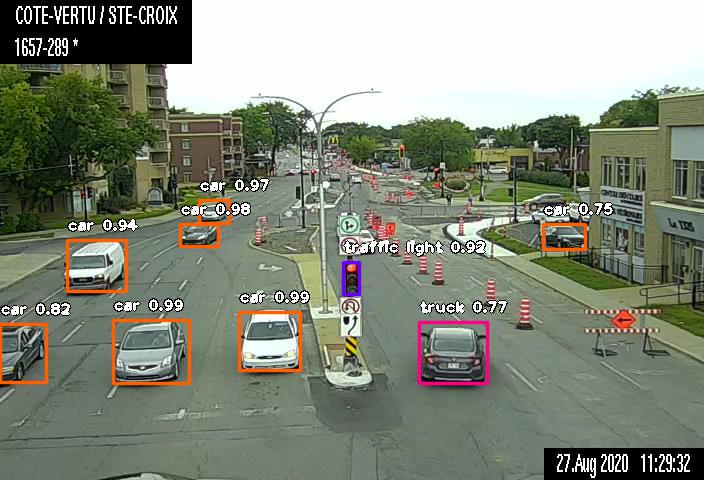 COTE-VERTU / STE-CROIX
1657-289 *
car 0.97
car 0.98
car 0.94
car 0.75
traffic light 0.92
car 0.82
car 0.99
car 0.99
truck 0.77
27.Aug 2020 11:29:32